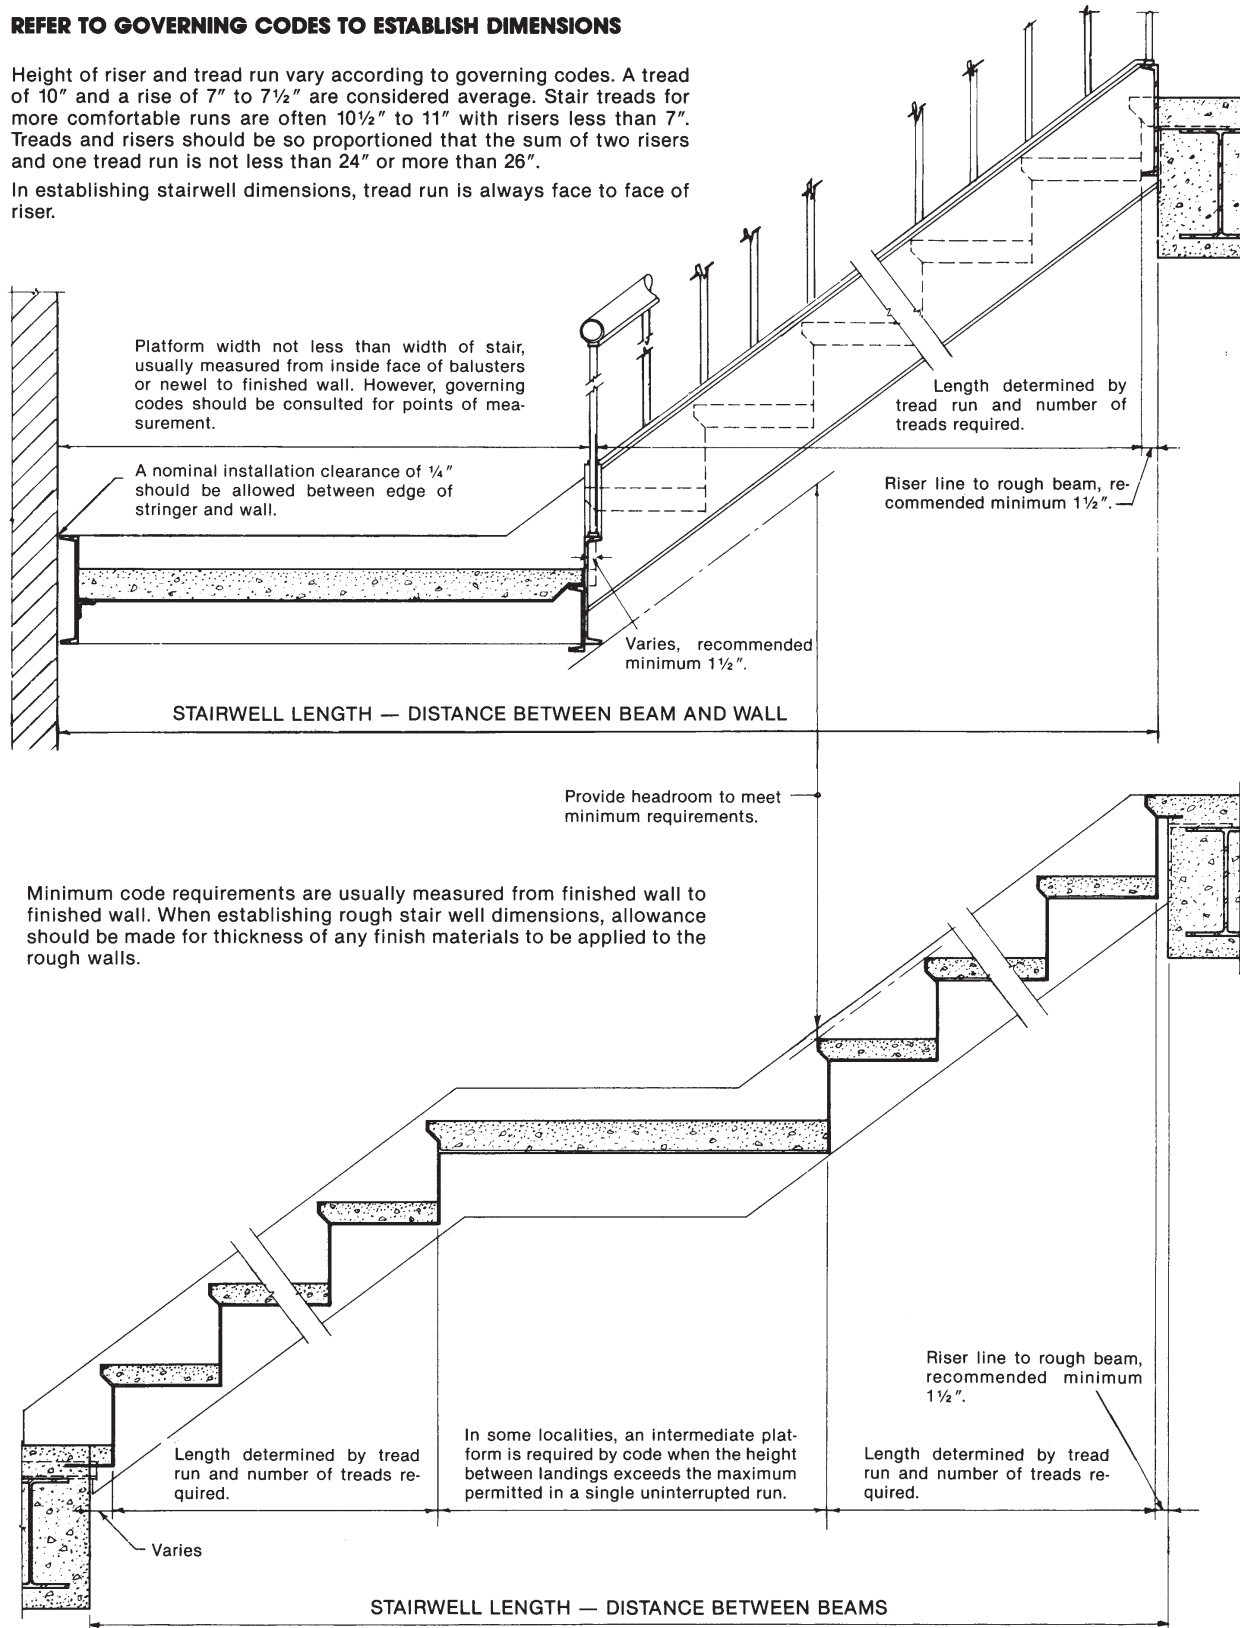 REFER TO GOVERNING CODES TO ESTABLISH DIMENSIONS
Height of riser and tread run vary according to governing codes. A tread
of 10″ and a rise of 7″ to 7½″ are considered average. Stair treads for
more comfortable runs are often 10½″ to 11″ with risers less than 7″.
Treads and risers should be so proportioned that the sum of two risers
and one tread run is not less than 24″ or more than 26″.
In establishing stairwell dimensions, tread run is always face to face of
riser.
Platform width not less than width of stair,
usually measured from inside face of balusters
or newel to finished wall. However, governing
codes should be consulted for points of mea-
surement.
Length determined by
tread run and number of
treads required.
A nominal installation clearance of ¼″
should be allowed between edge of
stringer and wall.
Riser line to rough beam, re-
commended minimum 1½″.
Varies, recommended
minimum 1½″.
STAIRWELL LENGTH — DISTANCE BETWEEN BEAM AND WALL
Provide headroom to meet
minimum requirements.
Minimum code requirements are usually measured from finished wall to
finished wall. When establishing rough stair well dimensions, allowance
should be made for thickness of any finish materials to be applied to the
rough walls.
Riser line to rough beam,
recommended minimum
1½″.
Length determined by tread
run and number of treads re-
quired.
In some localities, an intermediate plat-
form is required by code when the height
between landings exceeds the maximum
permitted in a single uninterrupted run.
Length determined by tread
run and number of treads re-
quired.
Varies
STAIRWELL LENGTH — DISTANCE BETWEEN BEAMS